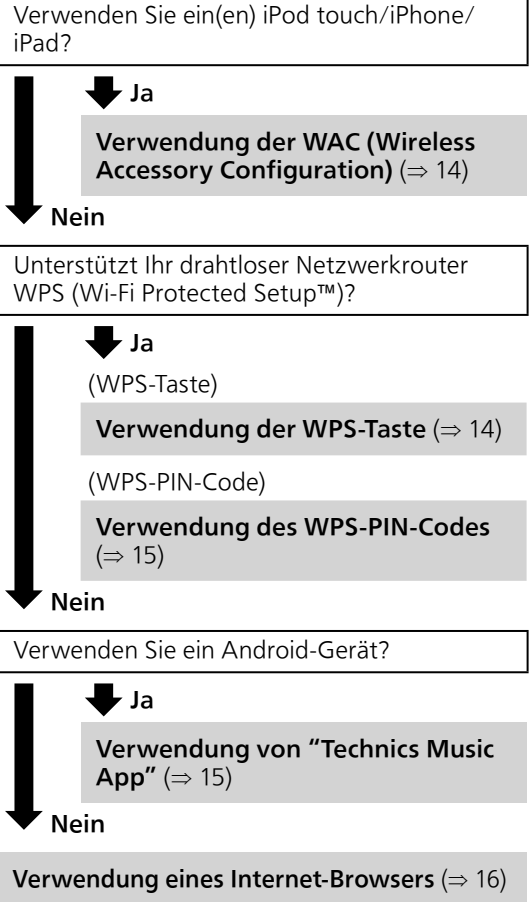 Verwenden Sie ein(en) iPod touch/iPhone/
iPad?
Ja
Verwendung der WAC (Wireless
Accessory Configuration) (⇒ 14)
Nein
Unterstützt Ihr drahtloser Netzwerkrouter
WPS (Wi-Fi Protected Setup™)?
Ja
(WPS-Taste)
Verwendung der WPS-Taste (⇒ 14)
(WPS-PIN-Code)
Verwendung des WPS-PIN-Codes
(⇒ 15)
Nein
Verwenden Sie ein Android-Gerät?
Ja
Verwendung von “Technics Music
App” (⇒ 15)
Nein
Verwendung eines Internet-Browsers (⇒ 16)